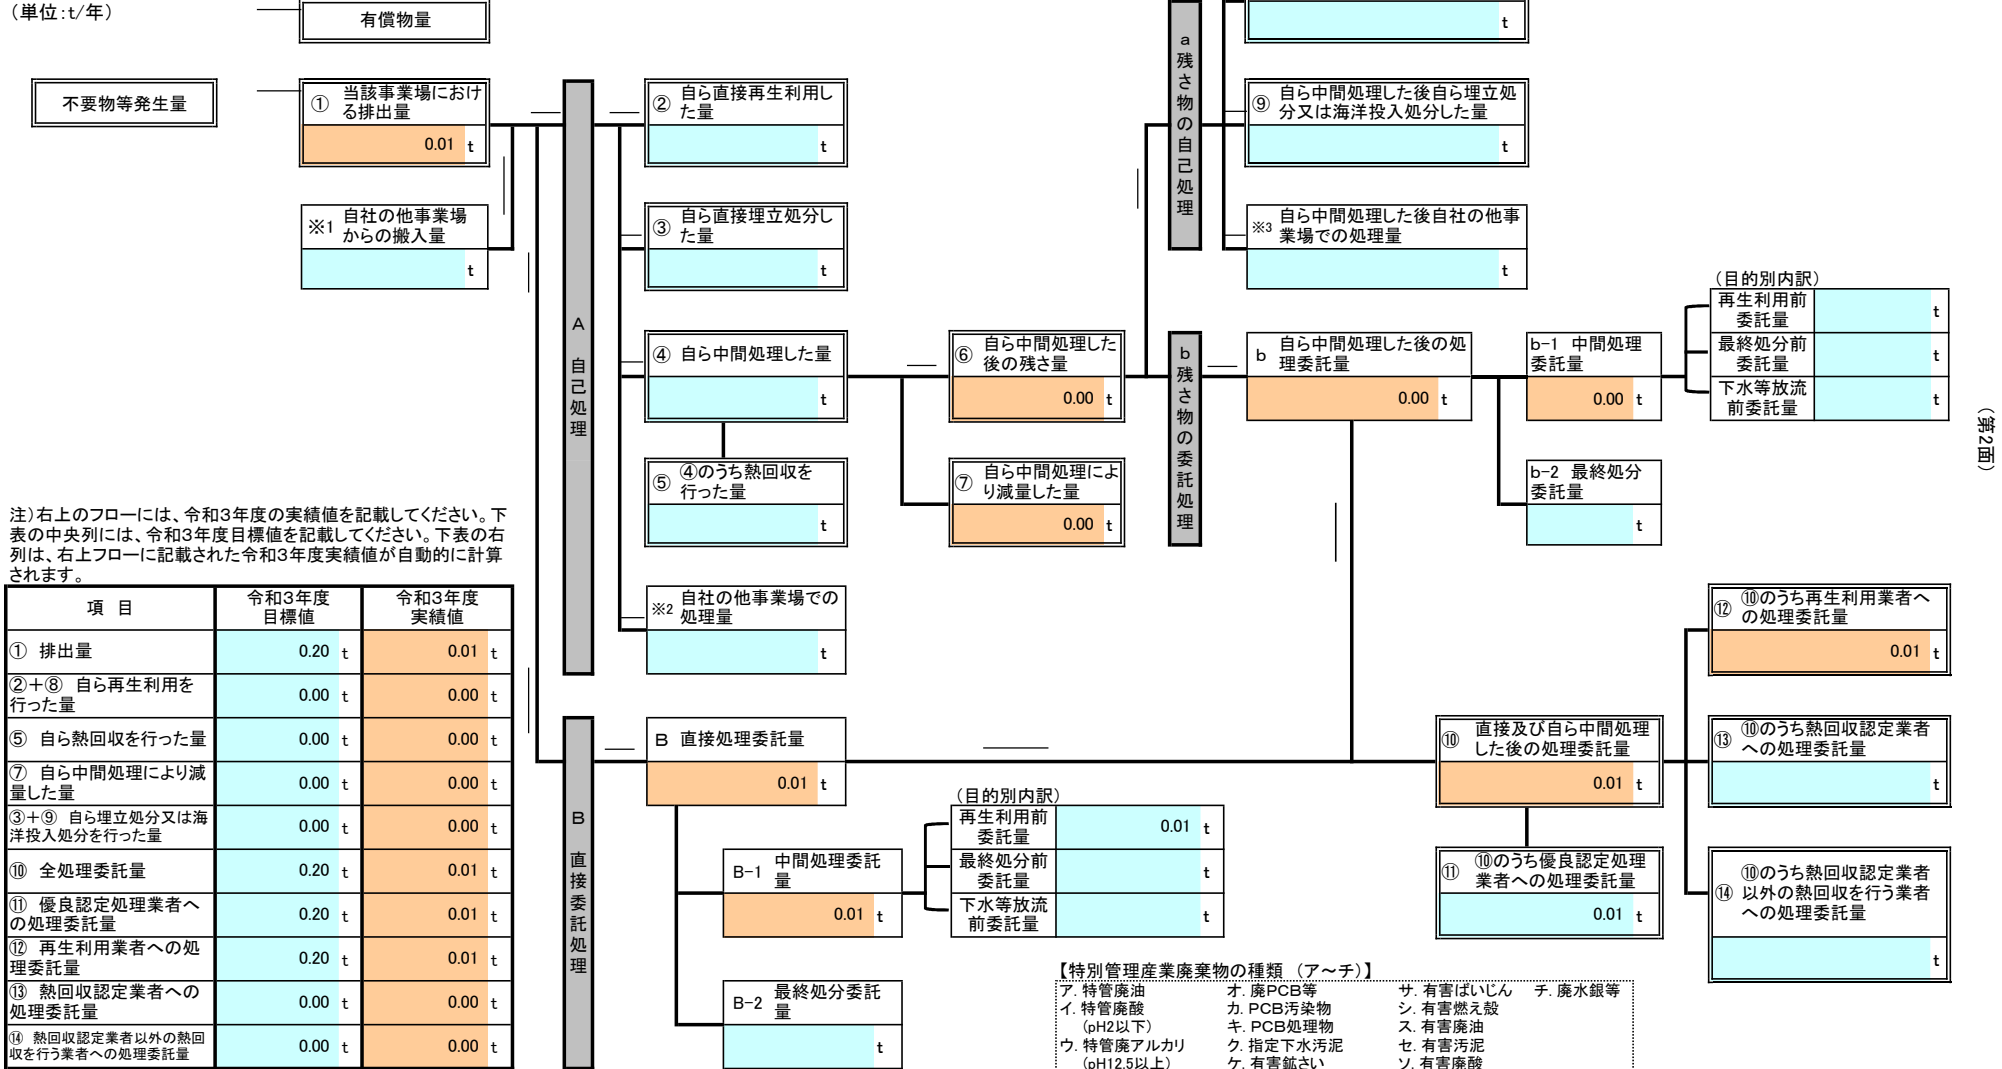 （単位：t/年）
有償物量
不要物等発生量
① 当該事業場におけ
る排出量
0.01 t
※1 自社の他事業場
からの搬入量
t
A 自己処理
② 自ら直接再生利用し
た量
t
③ 自ら直接埋立処分し
た量
t
④ 自ら中間処理した量
t
⑤ ④のうち熱回収を
行った量
t
※2 自社の他事業場での
処理量
t
⑥ 自ら中間処理した
後の残さ量
0.00 t
⑦ 自ら中間処理によ
り減量した量
0.00 t
a 残さ物の自己処理
t
⑨ 自ら中間処理した後自ら埋立処
分又は海洋投入処分した量
t
※3 自ら中間処理した後自社の他事
業場での処理量
t
b 残さ物の委託処理
b 自ら中間処理した後の処
理委託量
0.00 t
b-1 中間処理
委託量
0.00 t
b-2 最終処分
委託量
t
（目的別内訳）
再生利用前
委託量
t
最終処分前
委託量
t
下水等放流
前委託量
t
（第2面）
注）右上のフローには、令和3年度の実績値を記載してください。下
表の中央列には、令和3年度目標値を記載してください。下表の右
列は、右上フローに記載された令和3年度実績値が自動的に計算
されます。
項 目 令和3年度
目標値 令和3年度
実績値
① 排出量 0.20 t 0.01 t
②＋⑧ 自ら再生利用を
行った量 0.00 t 0.00 t
⑤ 自ら熱回収を行った量 0.00 t 0.00 t
⑦ 自ら中間処理により減
量した量 0.00 t 0.00 t
③＋⑨ 自ら埋立処分又は海
洋投入処分を行った量 0.00 t 0.00 t
⑩ 全処理委託量 0.20 t 0.01 t
⑪ 優良認定処理業者へ
の処理委託量 0.20 t 0.01 t
⑫ 再生利用業者への処
理委託量 0.20 t 0.01 t
⑬ 熱回収認定業者への
処理委託量 0.00 t 0.00 t
⑭ 熱回収認定業者以外の熱回
収を行う業者への処理委託量 0.00 t 0.00 t
B 直接委託処理
B 直接処理委託量
0.01 t
B-1 中間処理委託
量
0.01 t
B-2 最終処分委託
量
t
（目的別内訳）
再生利用前
委託量
0.01 t
最終処分前
委託量
t
下水等放流
前委託量
t
⑩ 直接及び自ら中間処理
した後の処理委託量
0.01 t
⑪ ⑩のうち優良認定処理
業者への処理委託量
0.01 t
⑫ ⑩のうち再生利用業者へ
の処理委託量
0.01 t
⑬ ⑩のうち熱回収認定業者
への処理委託量
t
⑭ ⑩のうち熱回収認定業者
以外の熱回収を行う業者
への処理委託量
t
【特別管理産業廃棄物の種類 （ア～チ）】
ア. 特管廃油 オ. 廃PCB等 サ. 有害ばいじん チ. 廃水銀等
イ. 特管廃酸 カ. PCB汚染物 シ. 有害燃え殻
（pH2以下） キ. PCB処理物 ス. 有害廃油
ウ. 特管廃アルカリ ク. 指定下水汚泥 セ. 有害汚泥
（pH12.5以上） ケ. 有害鉱さい ソ. 有害廃酸